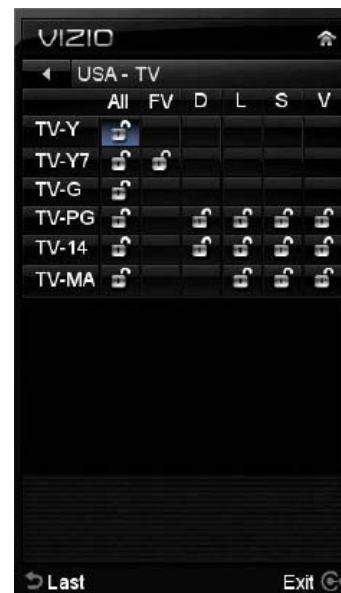 VIZIO
USA - TV
All FV D L S V
TV-Y
TV-Y7
TV-G
TV-PG
TV-14
TV-MA
Last Exit